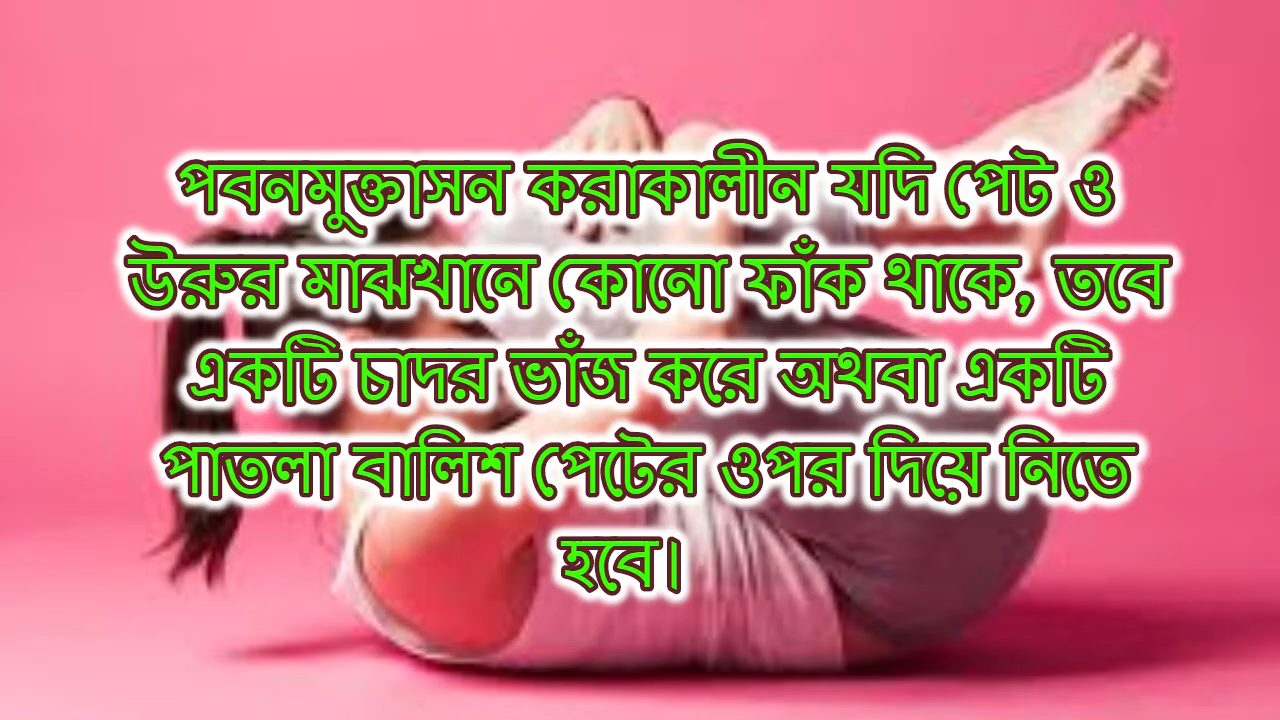 পবনমুক্তাসন করাকালীন যদি পেট ও
উরুর মাঝখানে কোনো ফাঁক থাকে, তবে
একটি চাদর ভাঁজ করে অথবা একটি
পাতলা বালিশ পেটের ওপর দিয়ে নিতে
হবে।